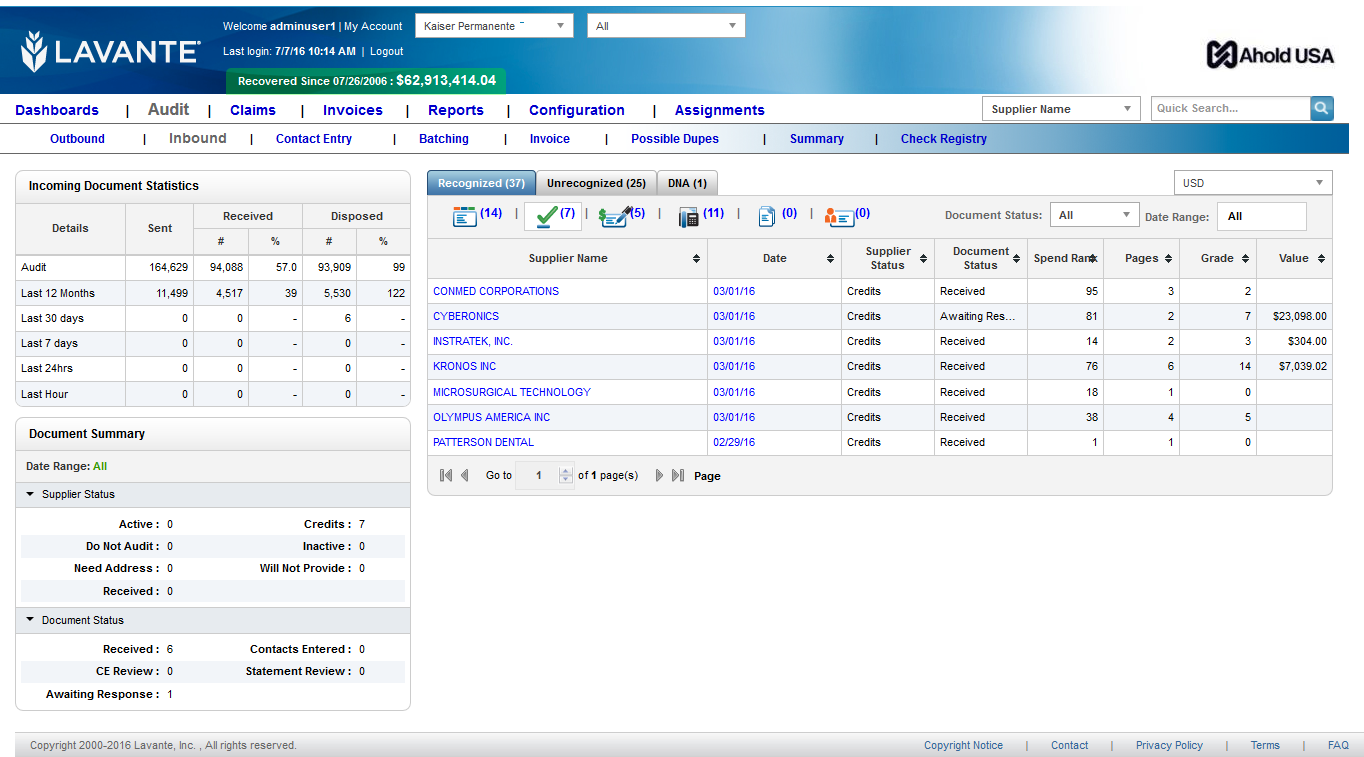 LAVANTE
Welcome adminuser1 | My Account
Kaiser Permanente
All
Last login: 7/7/16 10:14 AM | Logout
Recovered Since 07/26/2006 : $62,913,414.04
Ahold USA
Dashboards | Audit | Claims | Invoices | Reports | Configuration | Assignments
Supplier Name
Quick Search...
Outbound | Inbound | Contact Entry | Batching | Invoice | Possible Dupes | Summary | Check Registry
Incoming Document Statistics
Details Sent Received Disposed
# % # %
Audit 164,629 94,088 57.0 93,909 99
Last 12 Months 11,499 4,517 39 5,530 122
Last 30 days 0 0 - 6 -
Last 7 days 0 0 - 0 -
Last 24hrs 0 0 - 0 -
Last Hour 0 0 - 0 -
Document Summary
Date Range: All
Supplier Status
Active : 0 Credits : 7
Do Not Audit : 0 Inactive : 0
Need Address : 0 Will Not Provide : 0
Received : 0
Document Status
Received : 6 Contacts Entered : 0
CE Review : 0 Statement Review : 0
Awaiting Response : 1
Recognized (37) Unrecognized (25) DNA (1)
USD
(14) | (7) | (5) | (11) | (0) | (0)
Document Status: All Date Range: All
Supplier Name Date Supplier Status Document Status Spend Rank Pages Grade Value
CONMED CORPORATIONS 03/01/16 Credits Received 95 3 2
CYBERONICS 03/01/16 Credits Awaiting Res... 81 2 7 $23,098.00
INSTRATEK, INC. 03/01/16 Credits Received 14 2 3 $304.00
KRONOS INC 03/01/16 Credits Received 76 6 14 $7,039.02
MICROSURGICAL TECHNOLOGY 03/01/16 Credits Received 18 1 0
OLYMPUS AMERICA INC 03/01/16 Credits Received 38 4 5
PATTERSON DENTAL 02/29/16 Credits Received 1 1 0
Go to 1 of 1 page(s) Page
Copyright 2000-2016 Lavante, Inc. , All rights reserved.
Copyright Notice | Contact | Privacy Policy | Terms | FAQ